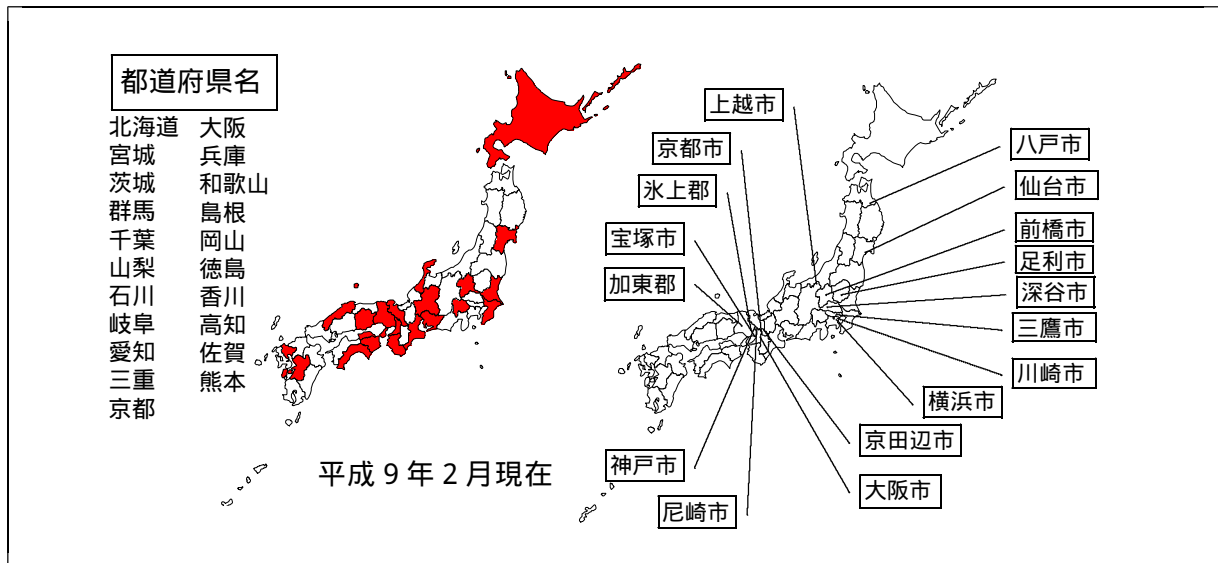 都道府県名
北海道 大阪
宮城 兵庫
茨城 和歌山
群馬 島根
千葉 岡山
山梨 徳島
石川 香川
岐阜 高知
愛知 佐賀
三重 熊本
京都
平成9年2月現在
上越市
京都市
氷上郡
宝塚市
加東郡
八戸市
仙台市
前橋市
足利市
深谷市
三鷹市
川崎市
横浜市
京田辺市
大阪市
神戸市
尼崎市